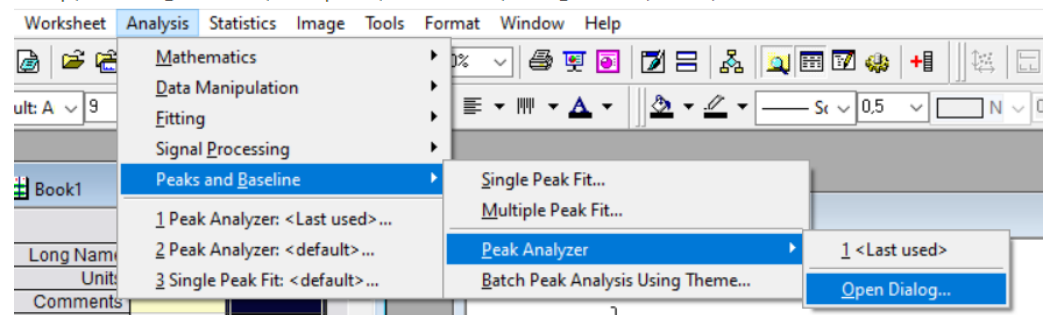 Worksheet Analysis Statistics Image Tools Format Window Help
0%
ult: A 9
0,5
N
Mathematics
Data Manipulation
Fitting
Signal Processing
Peaks and Baseline
1 Peak Analyzer: <Last used>...
2 Peak Analyzer: <default>...
3 Single Peak Fit: <default>...
Single Peak Fit...
Multiple Peak Fit...
Peak Analyzer
Batch Peak Analysis Using Theme...
1 <Last used>
Open Dialog...
Book1
Long Name
Units
Comments